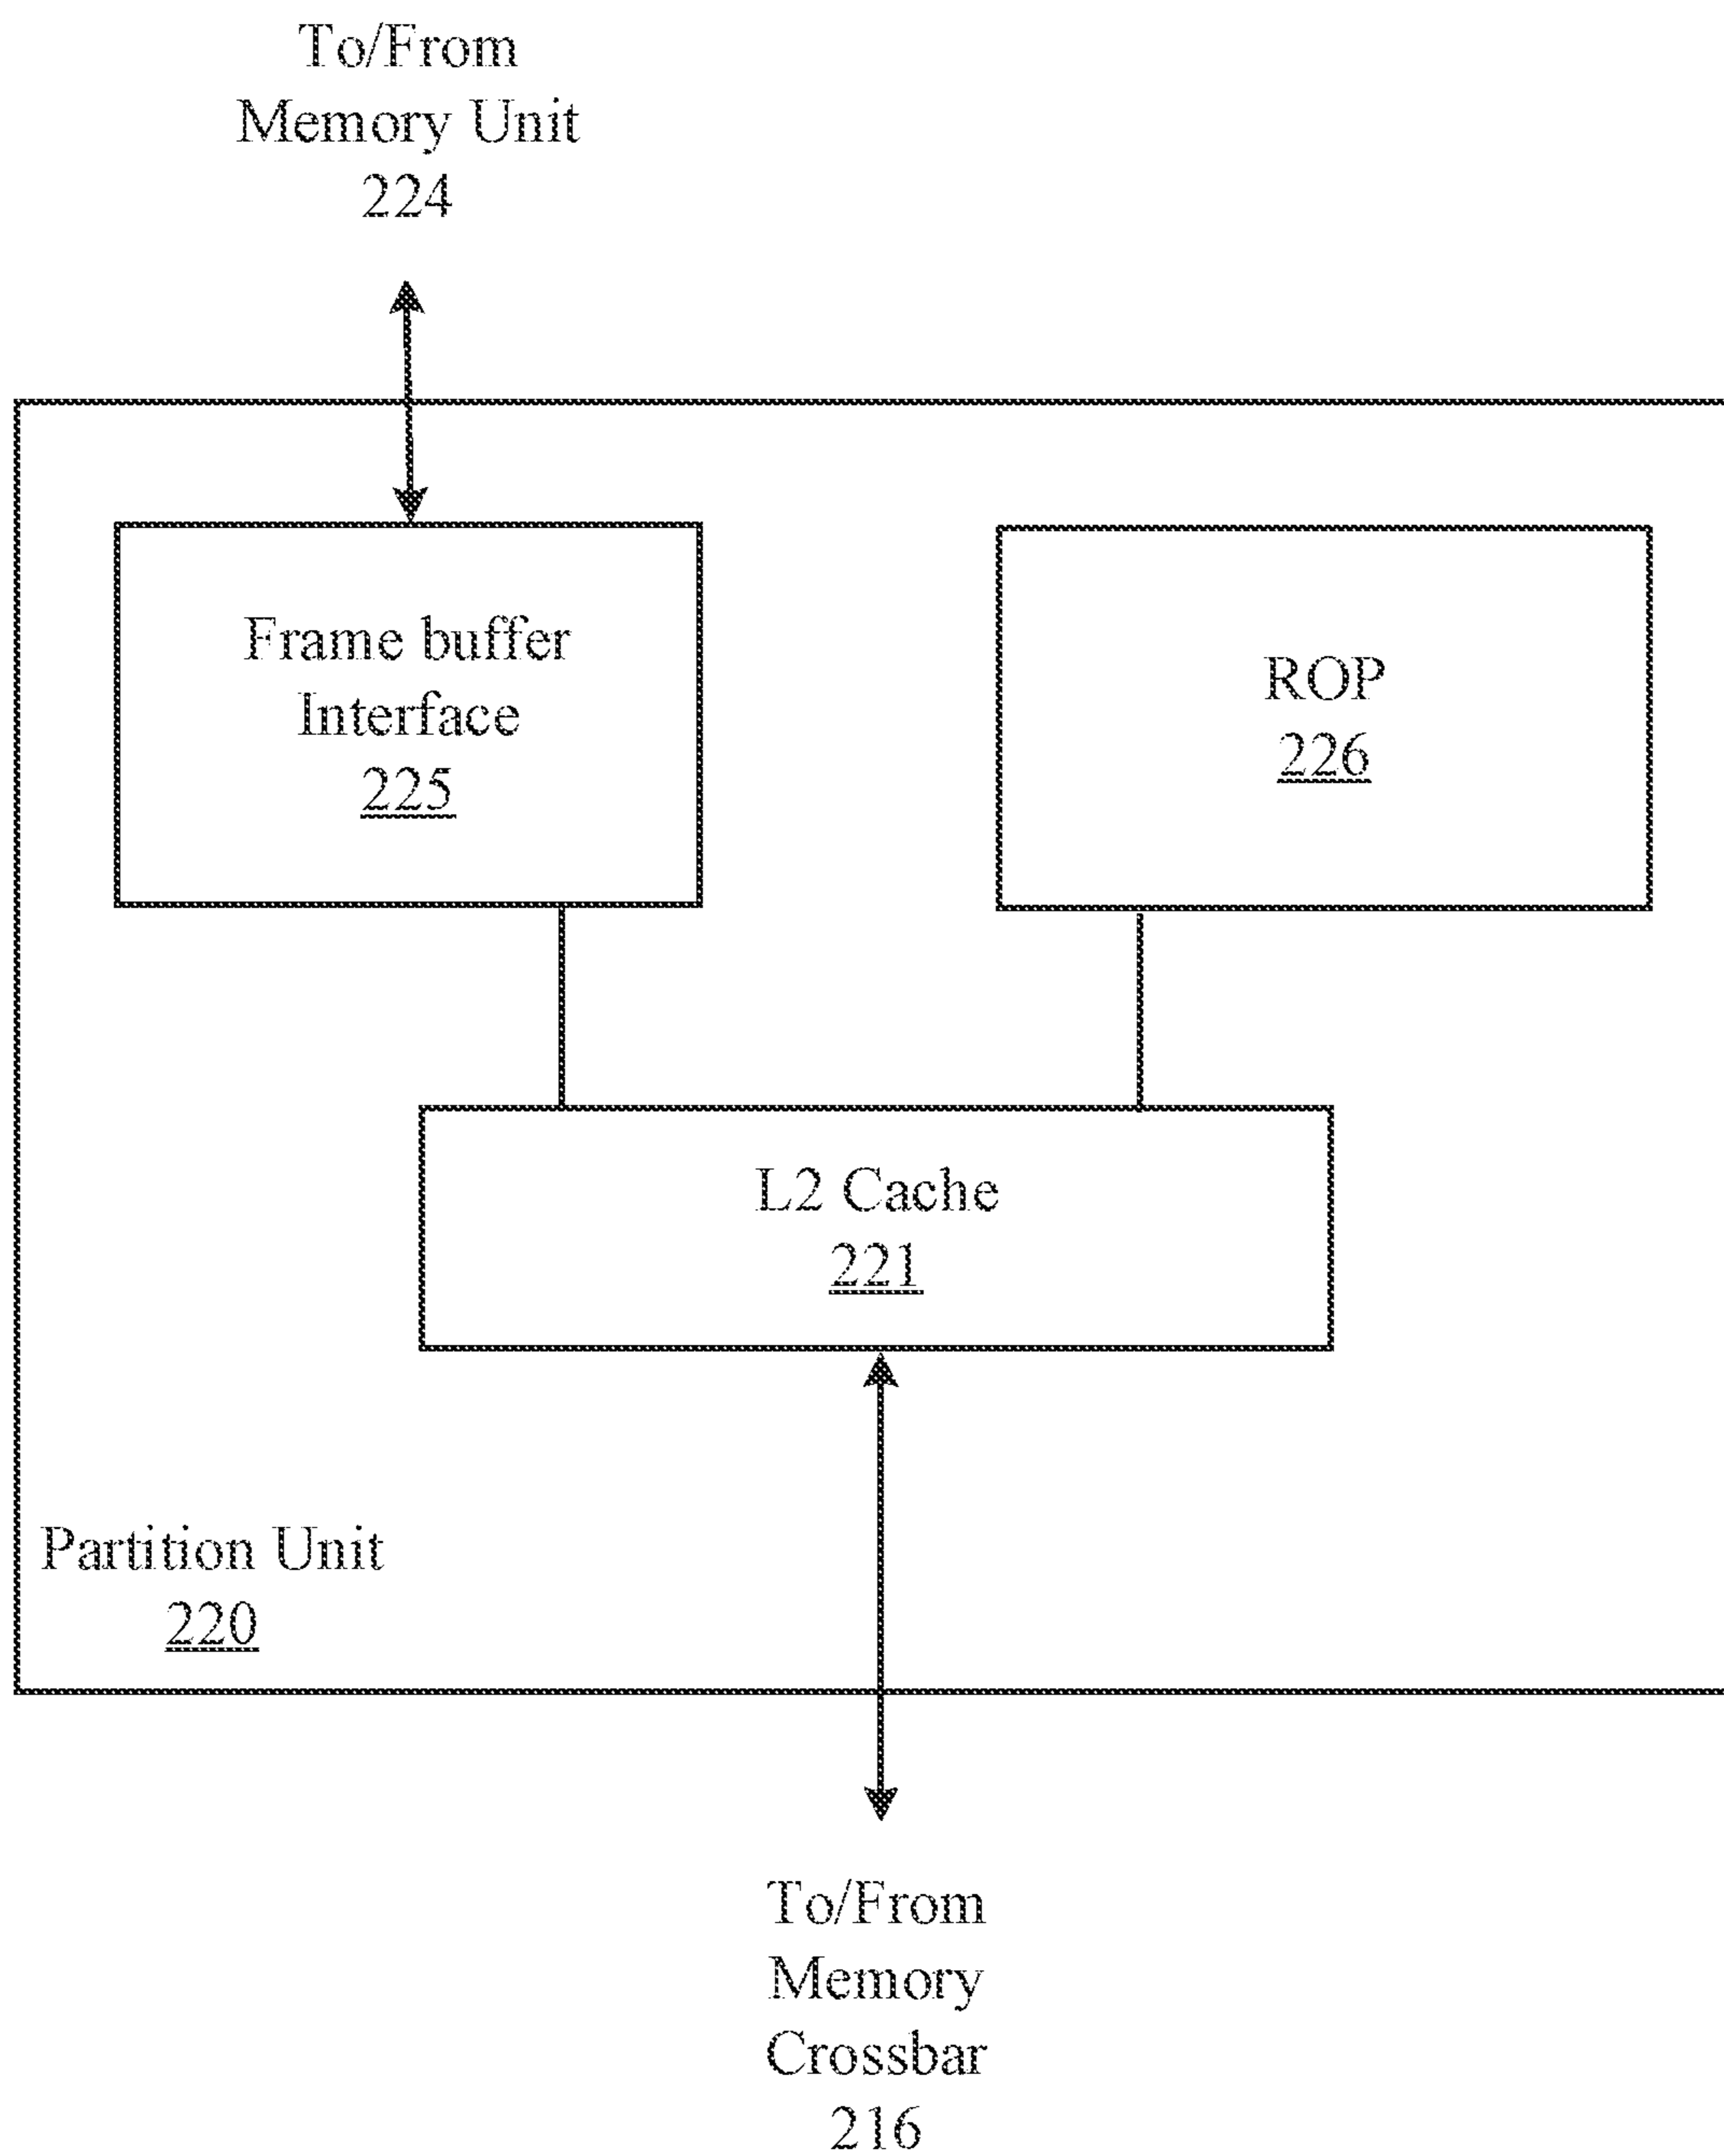 To/From
Memory Unit
224
Frame buffer
Interface
225
ROP
226
L2 Cache
221
Partition Unit
220
To/From
Memory
Crossbar
216